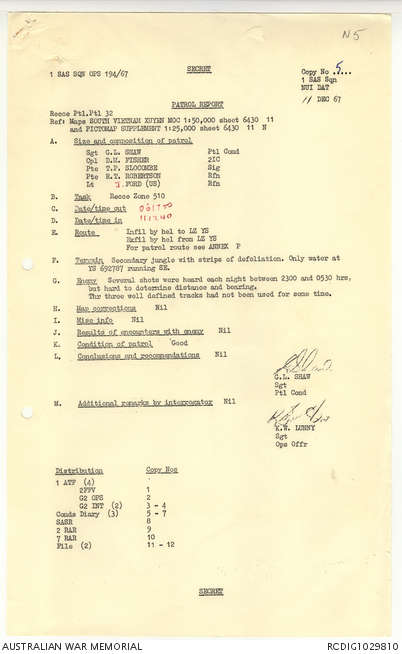 N5
SECRET
1 SAS SQN OPS 194/67
Copy No 5...
1 SAS Sqn
NUI DAT
11 DEC 67
PATROL REPORT
Recce Ptl, Ptl 32
Ref: Maps SOUTH VIETNAM XUYEN MOC 1:50,000 sheet 6430 11
and PICTOMAP SUPPLEMENT 1:25,000 sheet 6430 11 N
A. Size and composition of patrol
Sgt G.L. SHAW Ptl Comd
Cpl D.M. FISHER 2IC
Pte T.P. SLOCOMBE Sig
Pte R.T. ROBERTSON Rfn
Lt J. FORD (US) Rfn
B. Task Recce Zone 510
C. Date/time out
D. Date/time in 111240
E. Route Infil by hel to LZ YS
Exfil by hel from LZ YS
For patrol route see ANNEX P
F. Terrain Secondary jungle with strips of defoliation. Only water at
YS 692787 running SE.
G. Enemy Several shots were heard each night between 2300 and 0530 hrs,
but hard to determine distance and bearing.
Thr three well defined tracks had not been used for some time.
H. Map corrections Nil
I. Misc info Nil
J. Results of encounters with enemy Nil
K. Condition of patrol Good
L. Conclusions and recommendations Nil
G.L. SHAW
Sgt
Ptl Comd
M. Additional remarks by interrogator Nil
K.W. LUNNY
Sgt
Ops Offr
Distribution Copy Nos
1 ATF (4)
2FFV 1
G2 OPS 2
G2 INT (2) 3 - 4
Comds Diary (3) 5 - 7
SASR 8
2 RAR 9
7 RAR 10
File (2) 11 - 12
SECRET
AUSTRALIAN WAR MEMORIAL
RCDIG1029810